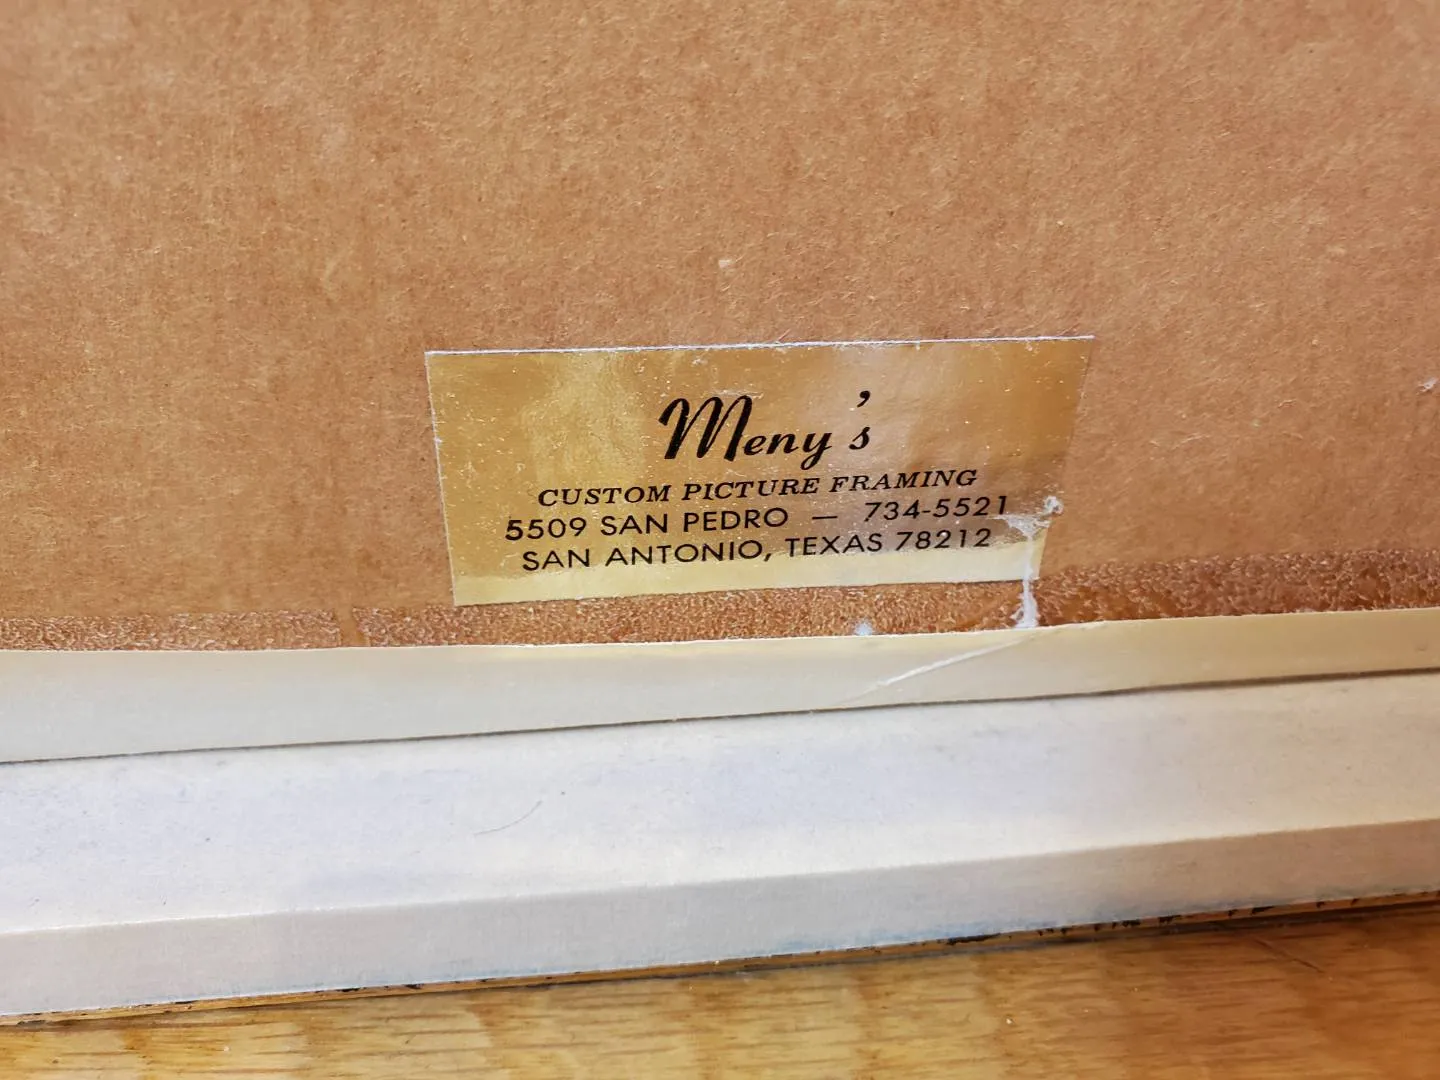 Meny's
CUSTOM PICTURE FRAMING
5509 SAN PEDRO — 734-5521
SAN ANTONIO, TEXAS 78212